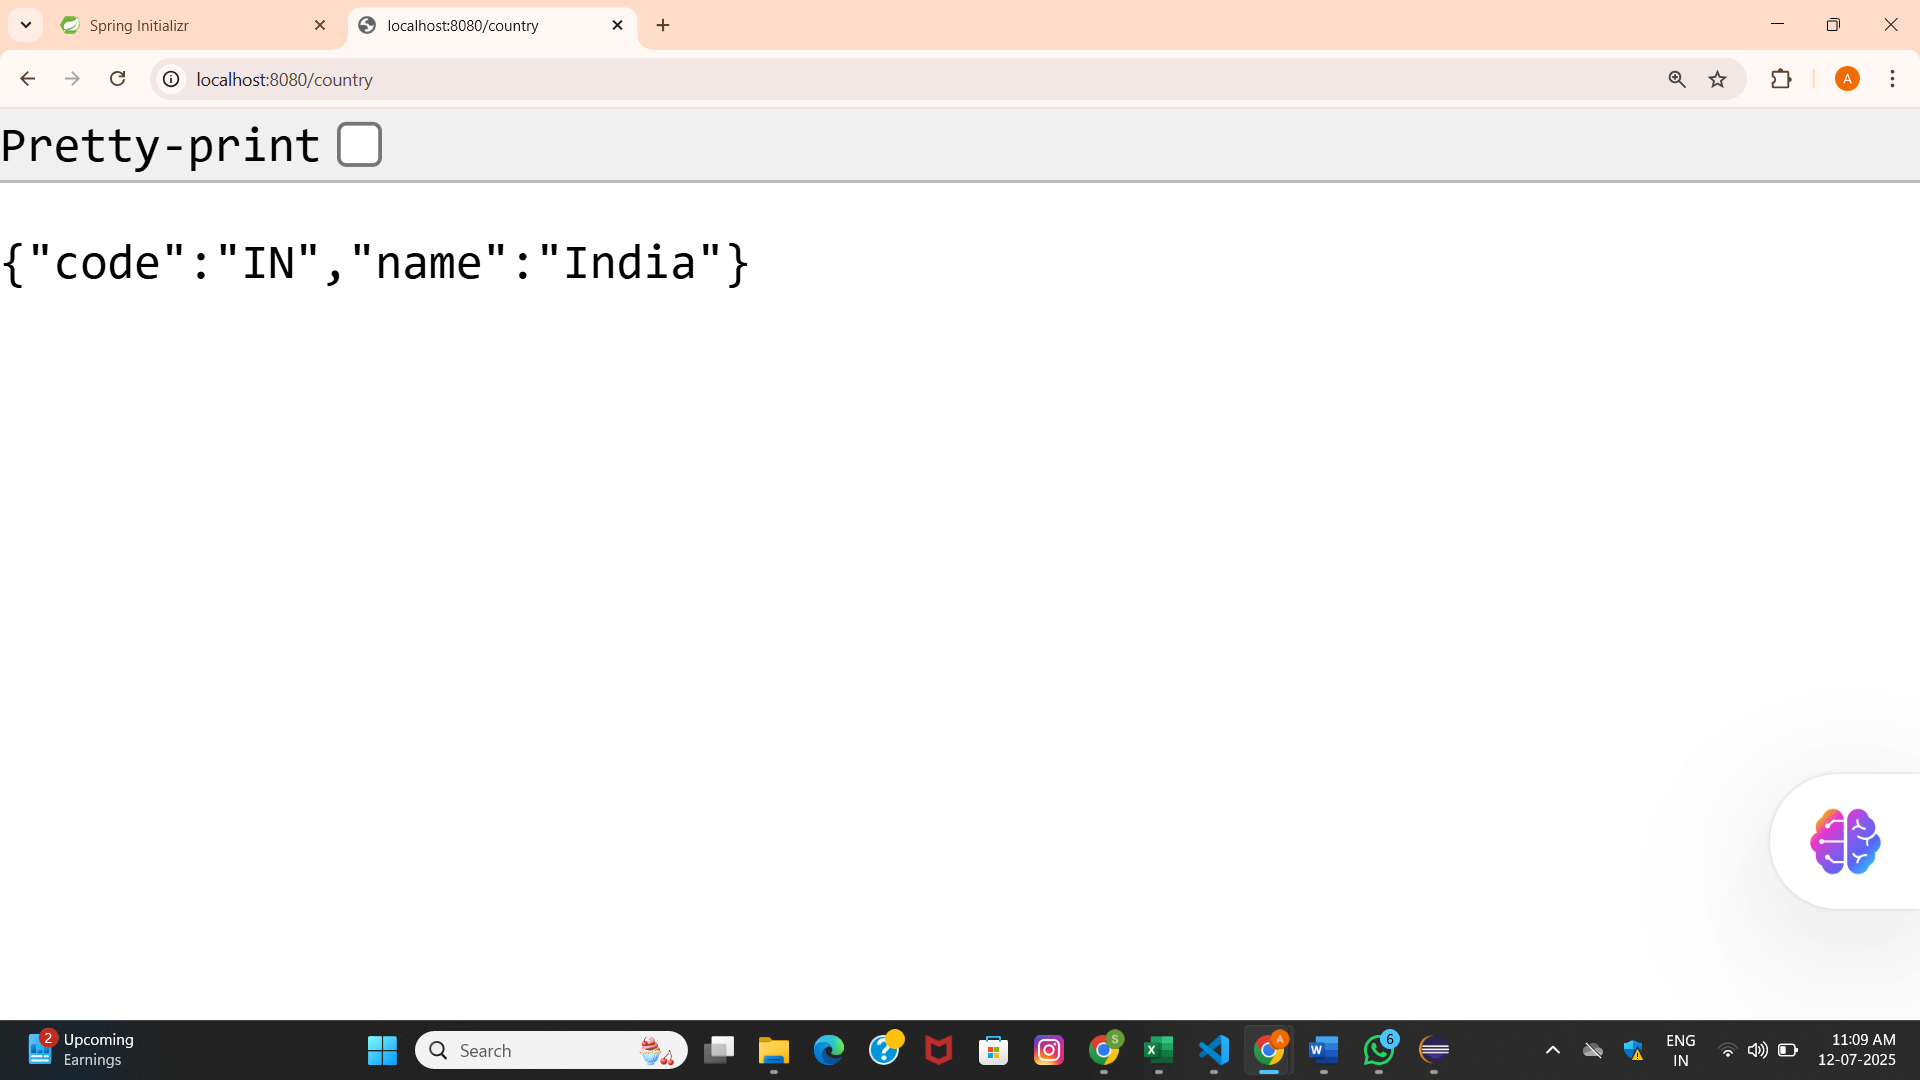 Spring Initializr
localhost:8080/country
localhost:8080/country
A
Pretty-print
{"code":"IN","name":"India"}
2
Upcoming
Earnings
Search
S
A
W
6
ENG
IN
11:09 AM
12-07-2025